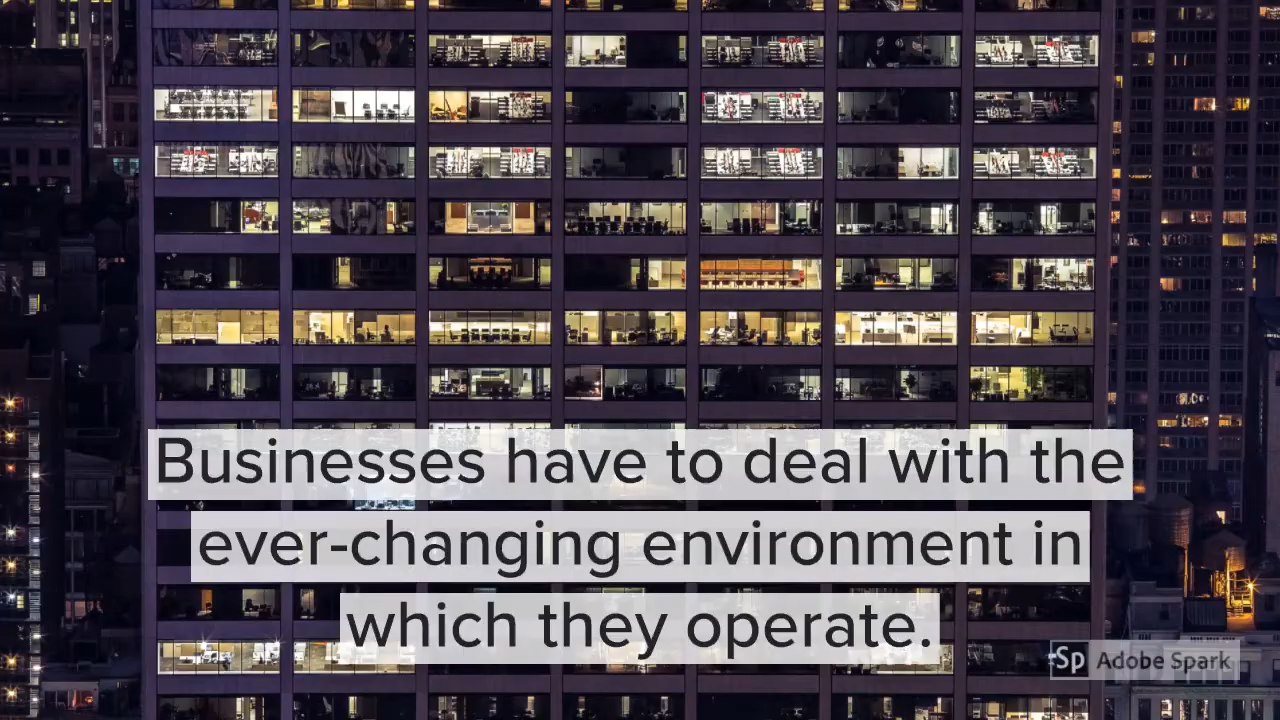 Businesses have to deal with the
ever-changing environment in
which they operate.
Sp Adobe Spark